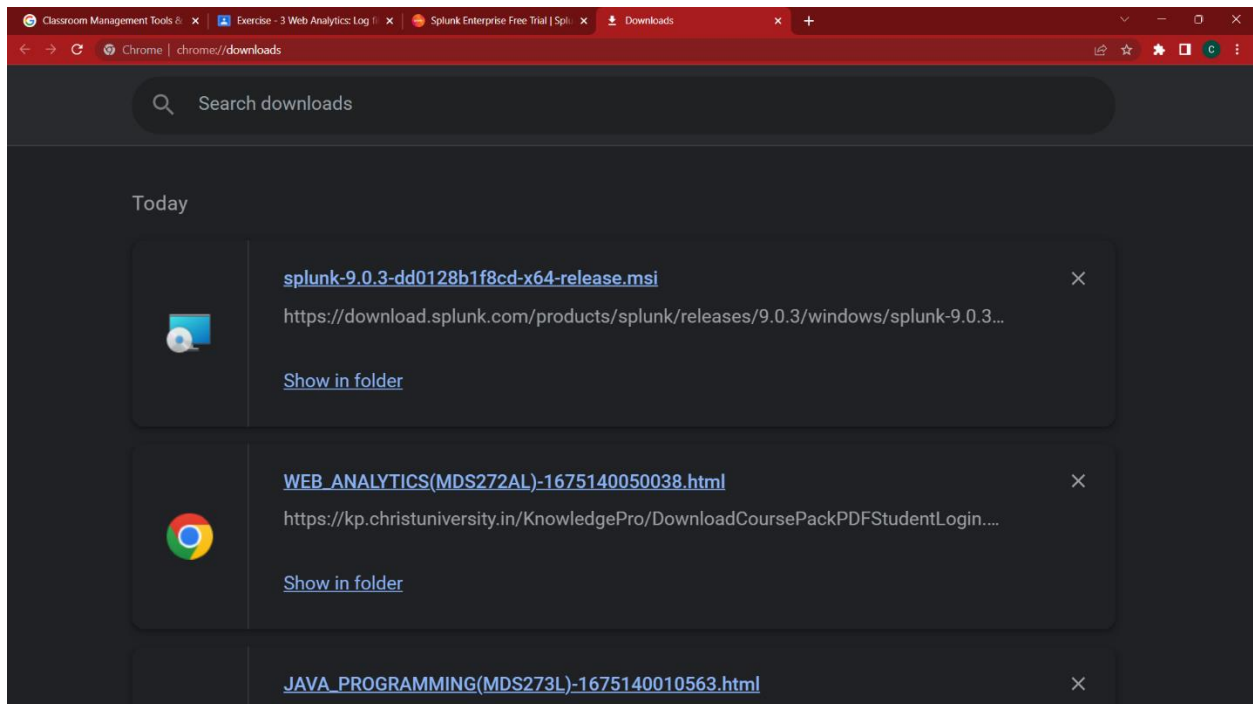 Classroom Management Tools &
Exercise - 3 Web Analytics: Log fi
Splunk Enterprise Free Trial | Splu
Downloads
Chrome | chrome://downloads
C
Search downloads
Today
splunk-9.0.3-dd0128b1f8cd-x64-release.msi
https://download.splunk.com/products/splunk/releases/9.0.3/windows/splunk-9.0.3...
Show in folder
WEB_ANALYTICS(MDS272AL)-1675140050038.html
https://kp.christuniversity.in/KnowledgePro/DownloadCoursePackPDFStudentLogin....
Show in folder
JAVA_PROGRAMMING(MDS273L)-1675140010563.html